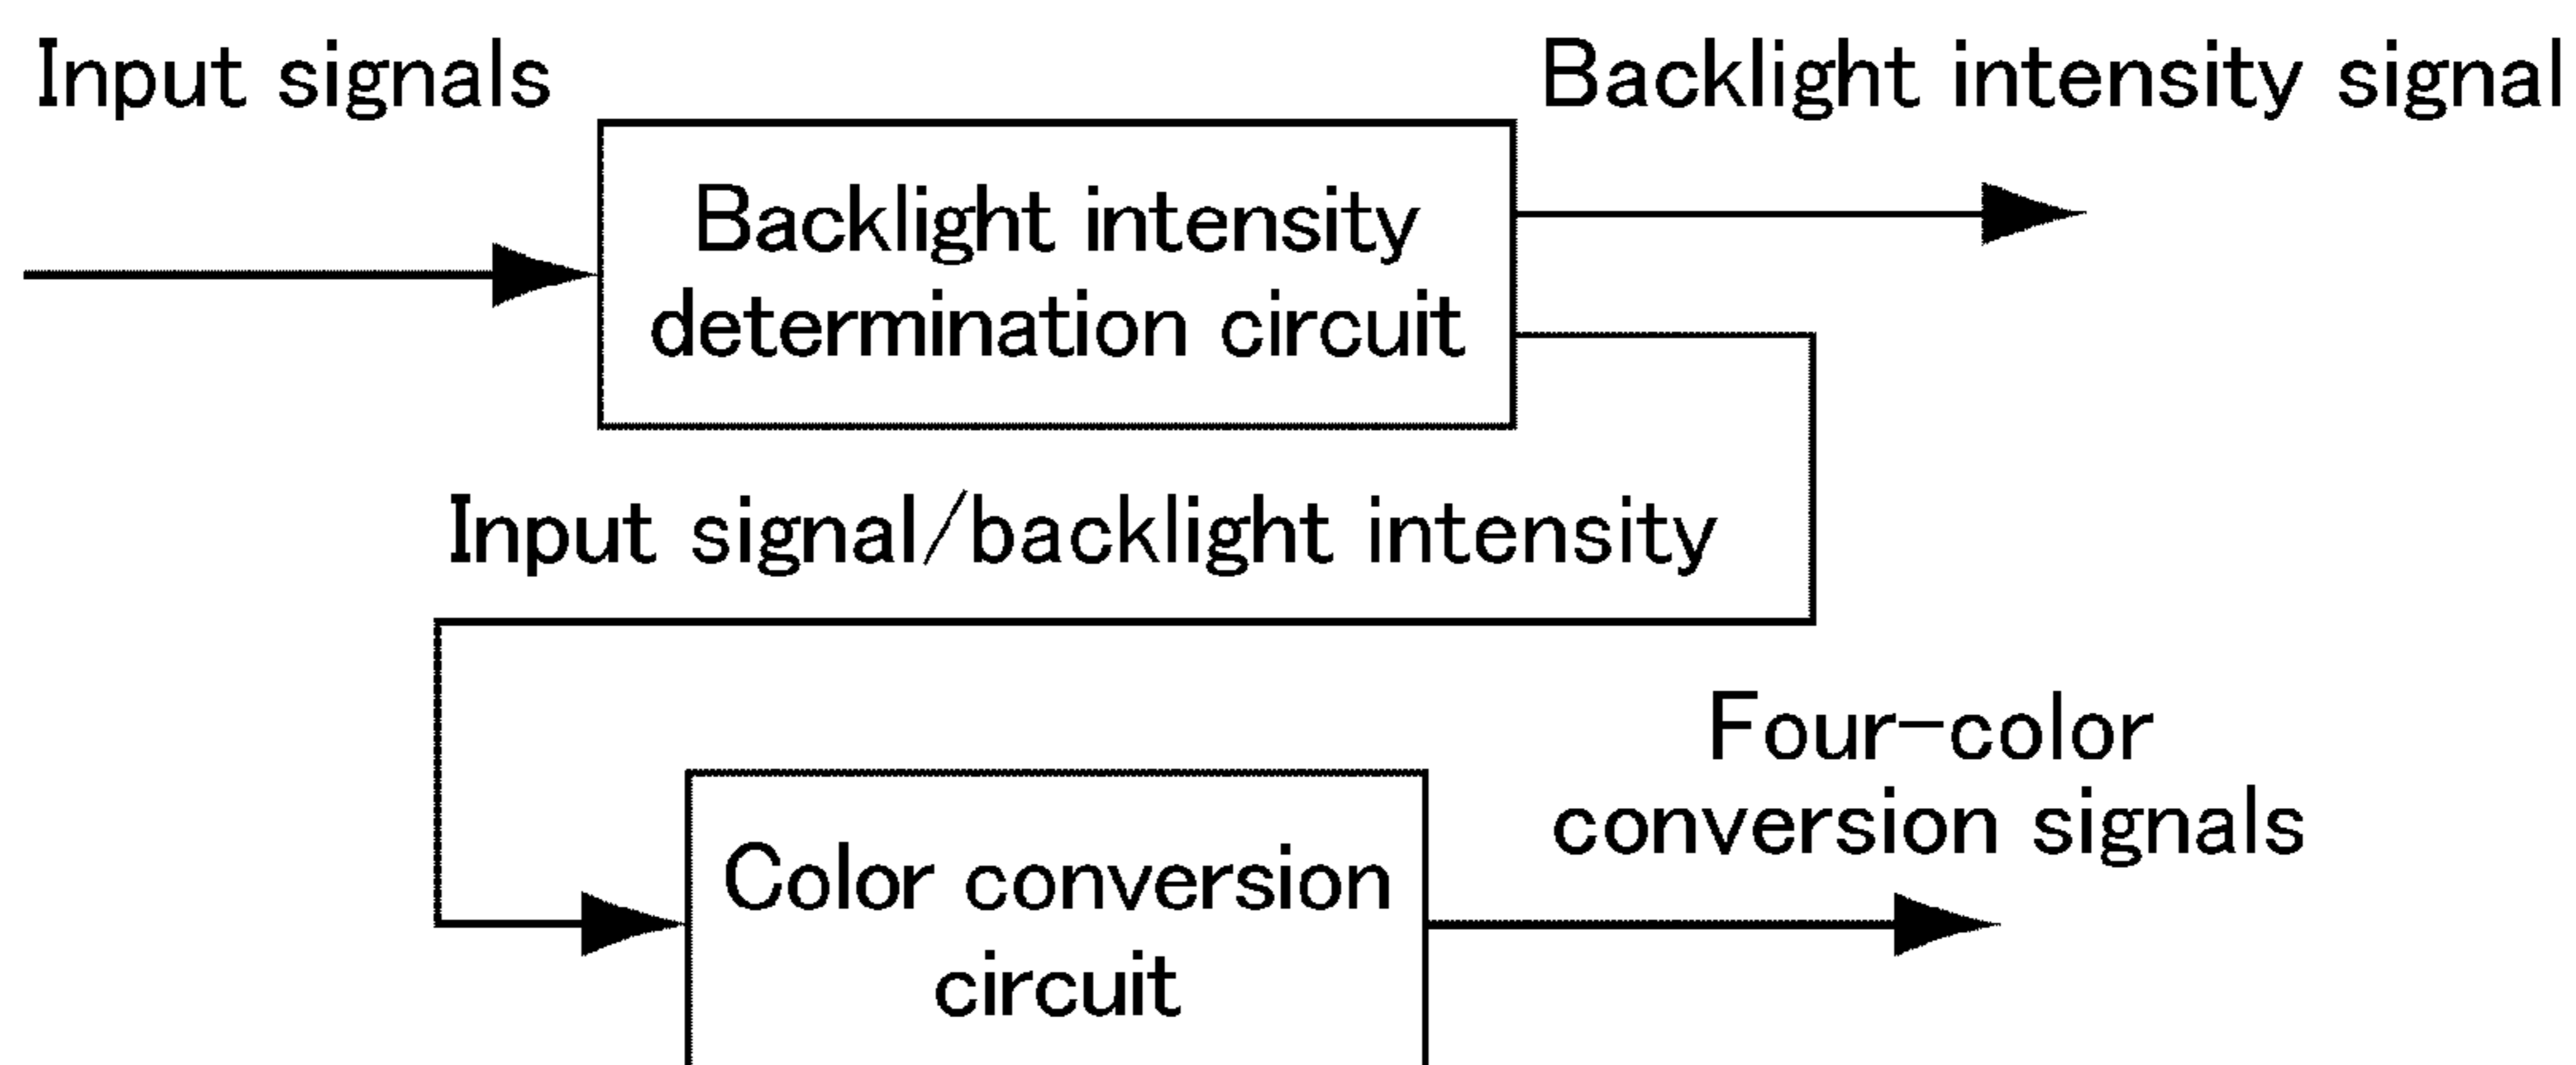 Input signals
Backlight intensity signal
Backlight intensity
determination circuit
Input signal/backlight intensity
Four-color
conversion signals
Color conversion
circuit